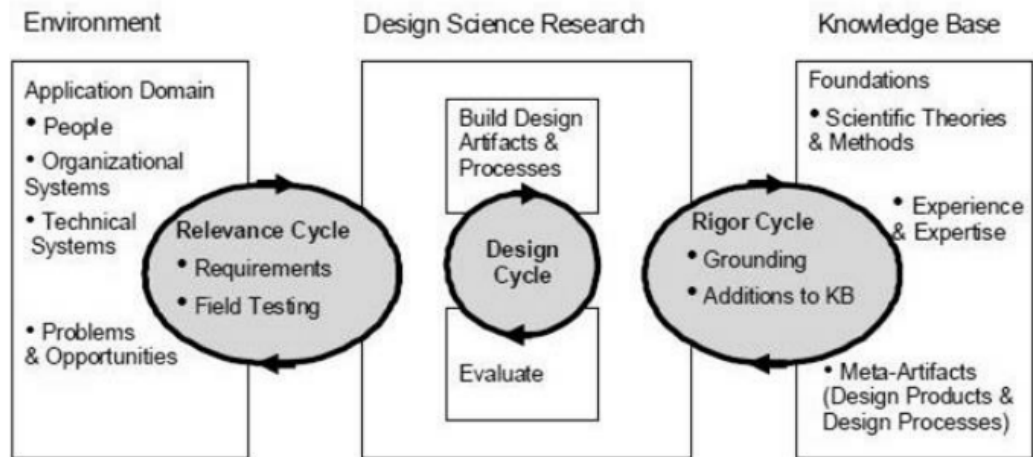 Environment
Design Science Research
Knowledge Base
Application Domain
• People
• Organizational
Systems
• Technical
Systems
• Problems
& Opportunities
Relevance Cycle
• Requirements
• Field Testing
Build Design
Artifacts &
Processes
Design
Cycle
Evaluate
Rigor Cycle
• Grounding
• Additions to KB
Foundations
• Scientific Theories
& Methods
• Experience
& Expertise
• Meta-Artifacts
(Design Products &
Design Processes)